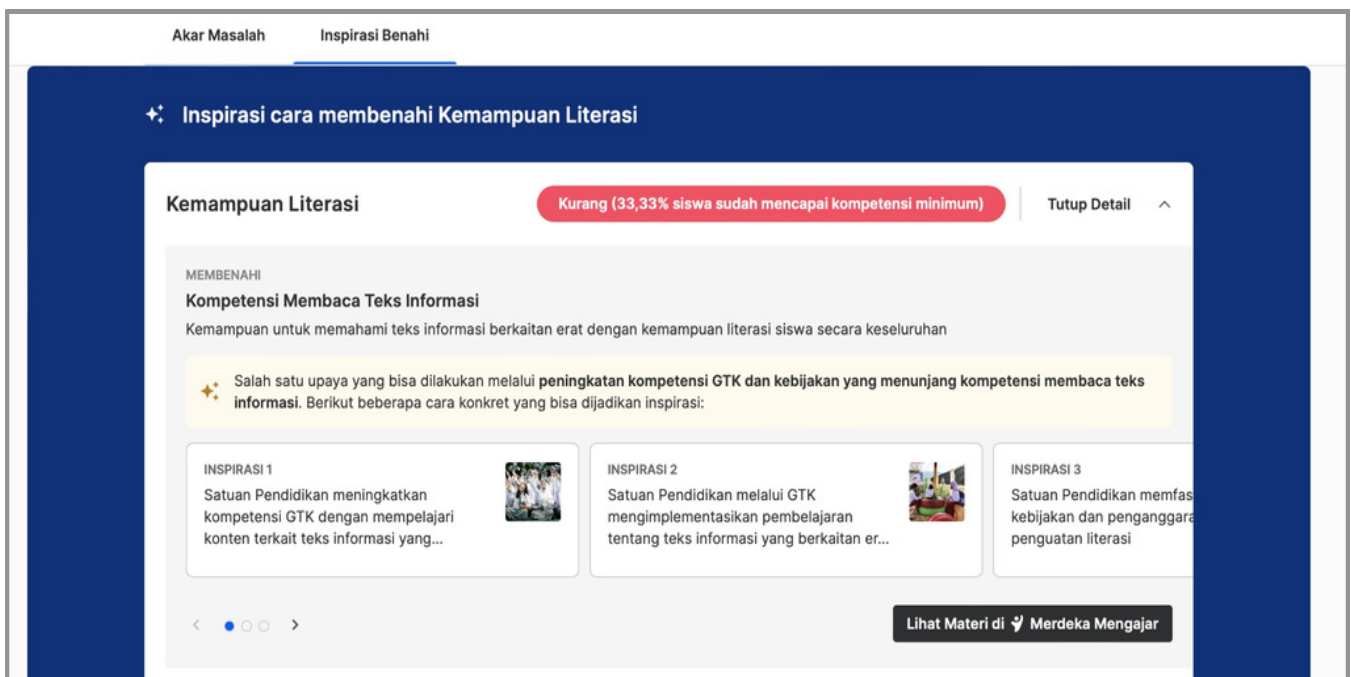 Akar Masalah
Inspirasi Benahi
Inspirasi cara membenahi Kemampuan Literasi
Kemampuan Literasi
Kurang (33,33% siswa sudah mencapai kompetensi minimum)
Tutup Detail
MEMBENAHI
Kompetensi Membaca Teks Informasi
Kemampuan untuk memahami teks informasi berkaitan erat dengan kemampuan literasi siswa secara keseluruhan
Salah satu upaya yang bisa dilakukan melalui peningkatan kompetensi GTK dan kebijakan yang menunjang kompetensi membaca teks
informasi. Berikut beberapa cara konkret yang bisa dijadikan inspirasi:
INSPIRASI 1
Satuan Pendidikan meningkatkan
kompetensi GTK dengan mempelajari
konten terkait teks informasi yang...
INSPIRASI 2
Satuan Pendidikan melalui GTK
mengimplementasikan pembelajaran
tentang teks informasi yang berkaitan er...
INSPIRASI 3
Satuan Pendidikan memfas
kebijakan dan penganggara
penguatan literasi
Lihat Materi di Merdeka Mengajar